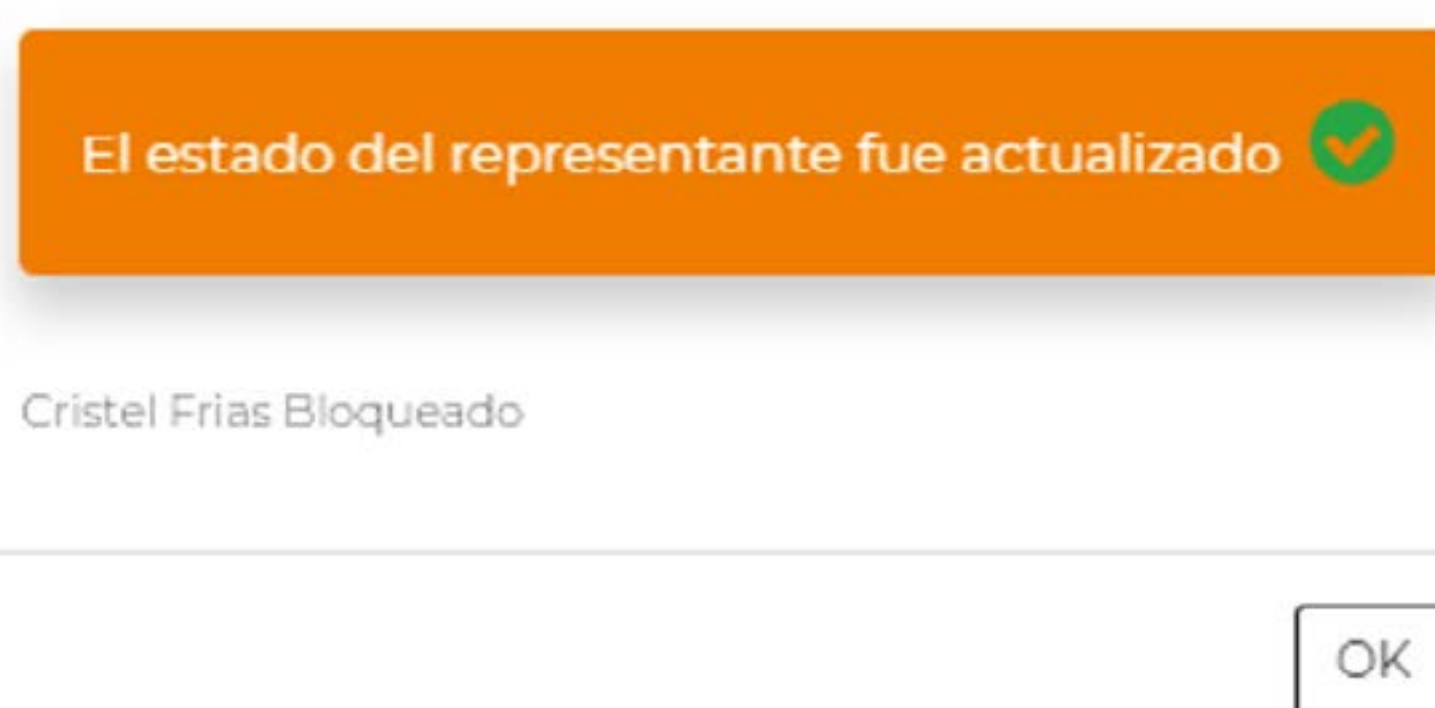 El estado del representante fue actualizado
Cristel Frias Bloqueado
OK